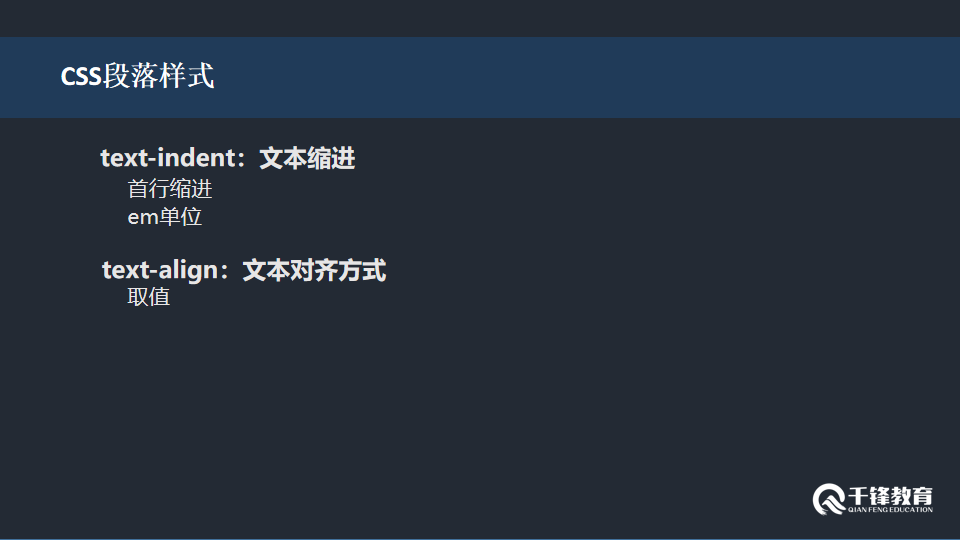 CSS段落样式
text-indent：文本缩进
首行缩进
em单位
text-align：文本对齐方式
取值
千锋教育
QIAN FENG EDUCATION